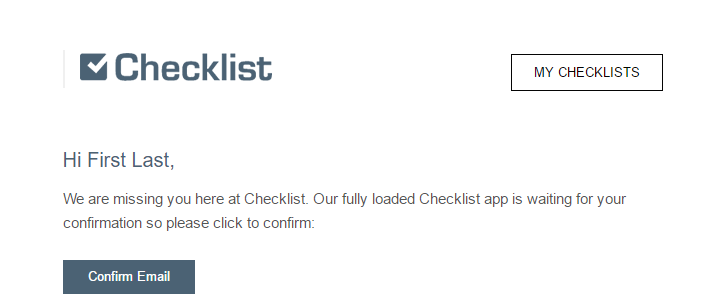 Checklist
MY CHECKLISTS
Hi First Last,
We are missing you here at Checklist. Our fully loaded Checklist app is waiting for your
confirmation so please click to confirm:
Confirm Email